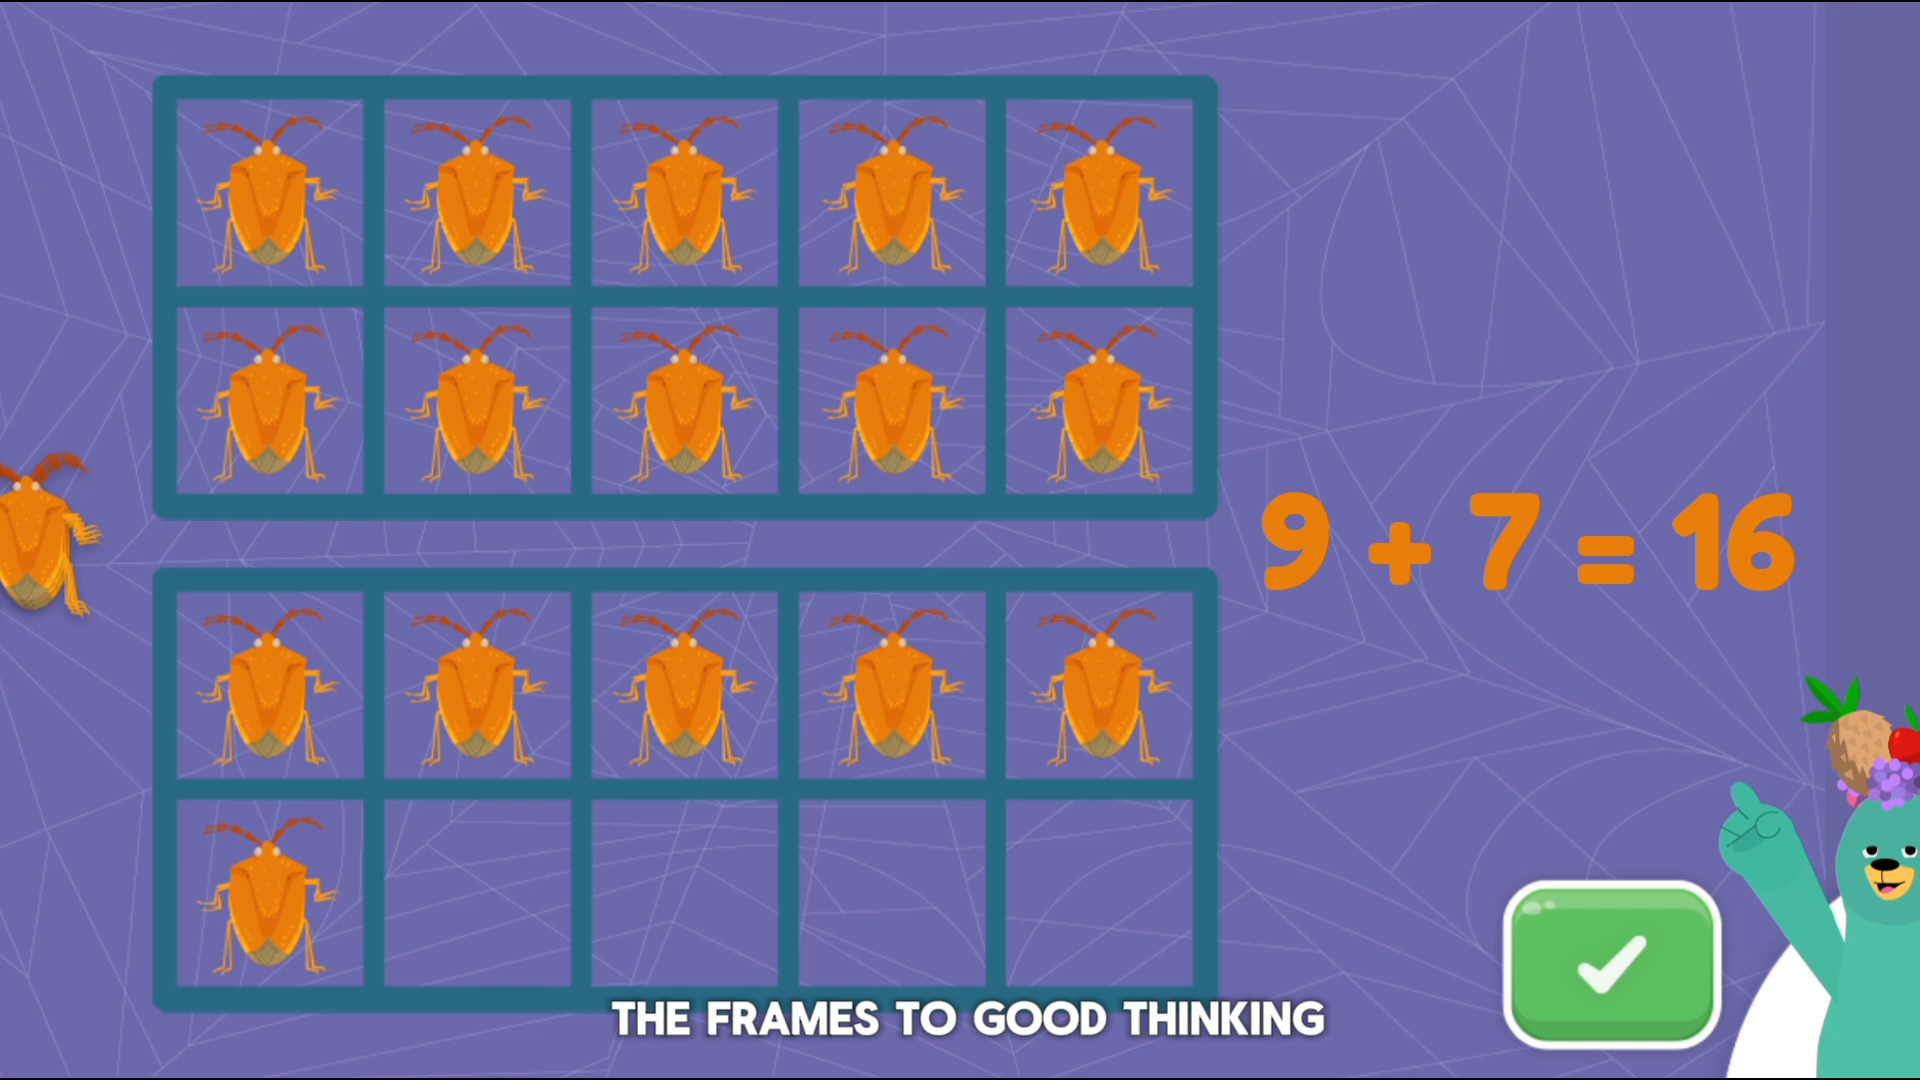 9 + 7 = 16
THE FRAMES TO GOOD THINKING